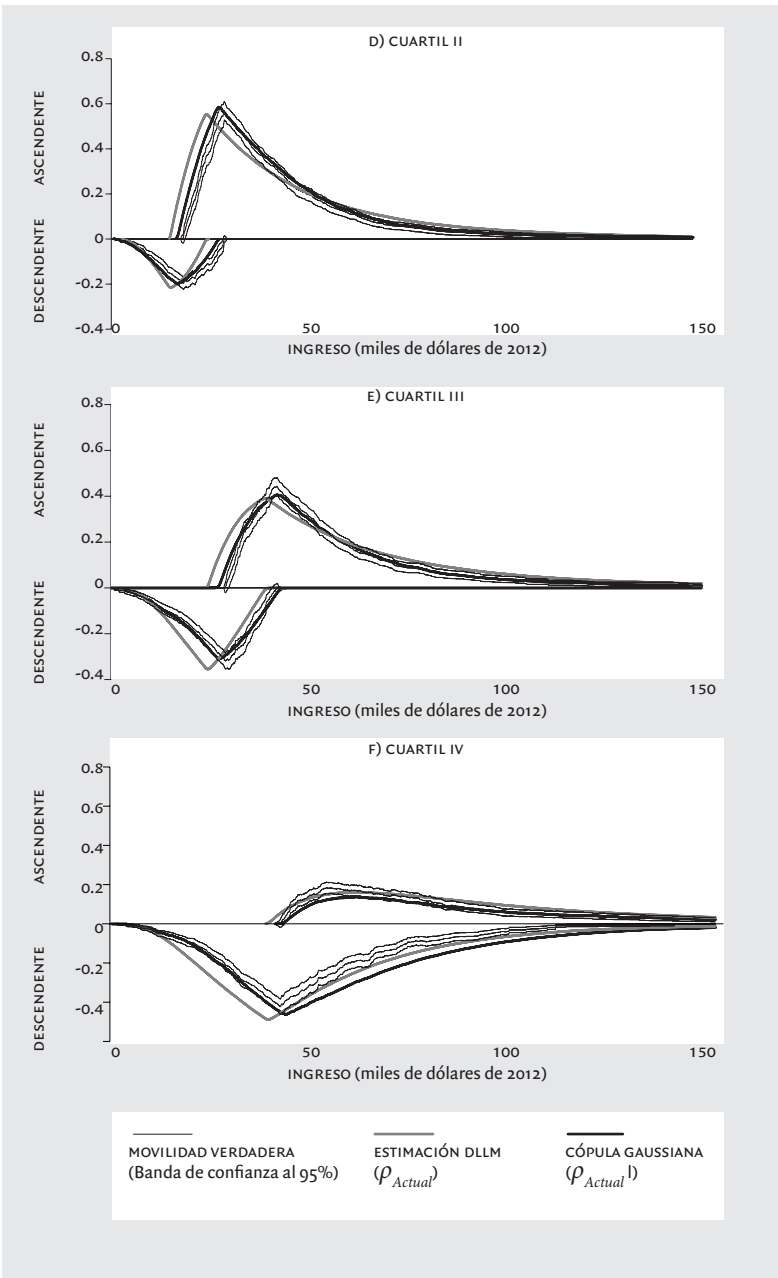 D) CUARTIL II
ASCENDENTE
DESCENDENTE
0.8
0.6
0.4
0.2
0
-0.2
-0.4
0 50 100 150
INGRESO (miles de dólares de 2012)
E) CUARTIL III
ASCENDENTE
DESCENDENTE
0.8
0.6
0.4
0.2
0
-0.2
-0.4
0 50 100 150
INGRESO (miles de dólares de 2012)
F) CUARTIL IV
ASCENDENTE
DESCENDENTE
0.8
0.6
0.4
0.2
0
-0.2
-0.4
0 50 100 150
INGRESO (miles de dólares de 2012)
MOVILIDAD VERDADERA
(Banda de confianza al 95%)
ESTIMACIÓN DLLM
(φ Actual)
CÓPULA GAUSSIANA
(φ Actual l)